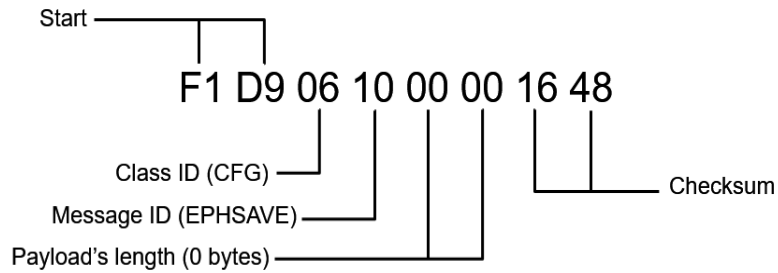 Start
F1 D9 06 10 00 00 16 48
Class ID (CFG)
Checksum
Message ID (EPHSAVE)
Payload’s length (0 bytes)